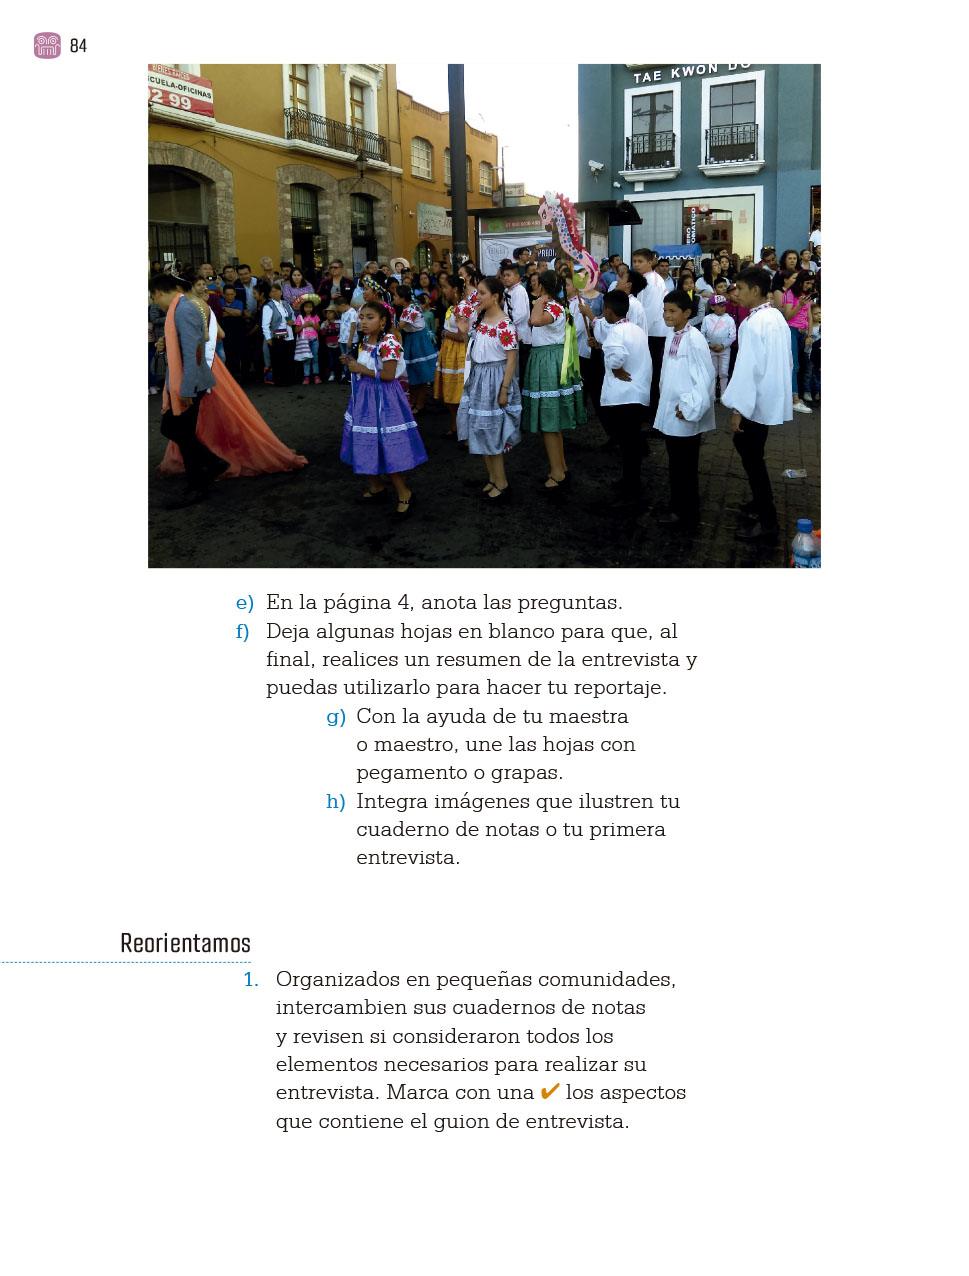 84
BIENES RAICES
ESCUELA-OFICINAS
2 99
TAE KWON DO
e) En la página 4, anota las preguntas.
f) Deja algunas hojas en blanco para que, al
final, realices un resumen de la entrevista y
puedas utilizarlo para hacer tu reportaje.
g) Con la ayuda de tu maestra
o maestro, une las hojas con
pegamento o grapas.
h) Integra imágenes que ilustren tu
cuaderno de notas o tu primera
entrevista.
Reorientamos
1. Organizados en pequeñas comunidades,
intercambien sus cuadernos de notas
y revisen si consideraron todos los
elementos necesarios para realizar su
entrevista. Marca con una ✔ los aspectos
que contiene el guion de entrevista.